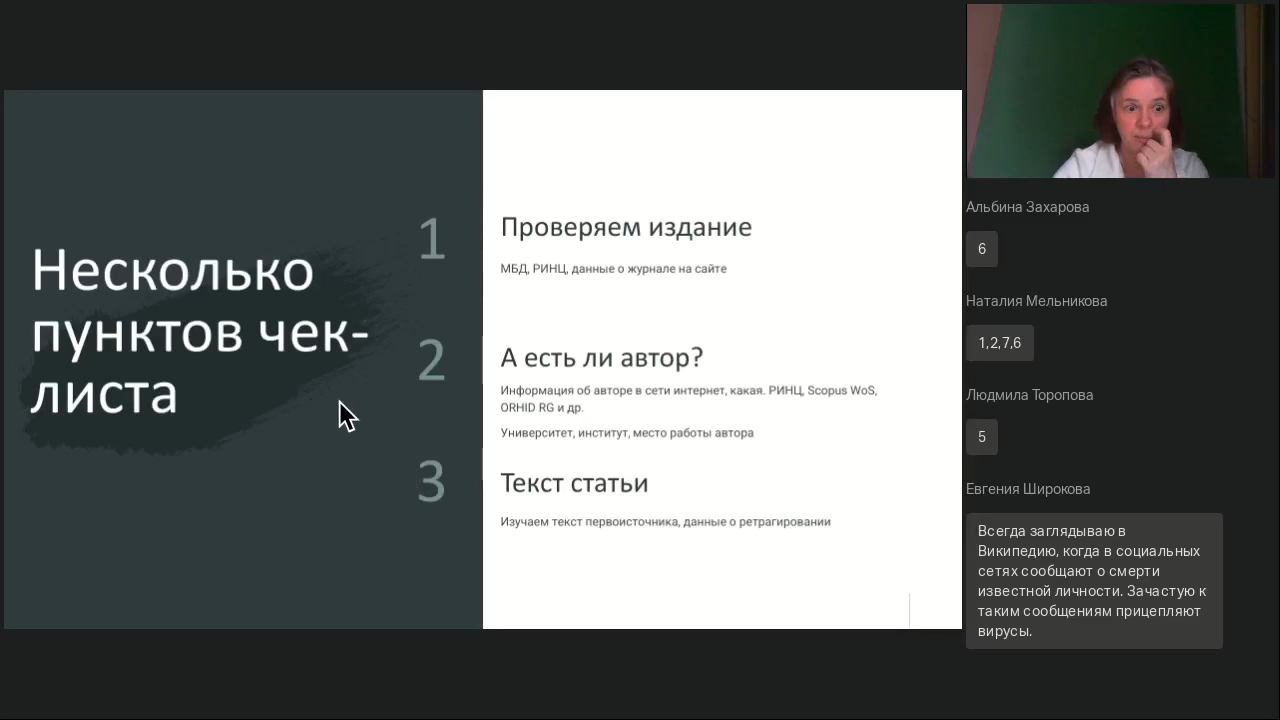 Несколько
пунктов чек-
листа
1
Проверяем издание
МБД, РИНЦ, данные о журнале на сайте
2
А есть ли автор?
Информация об авторе в сети интернет, какая. РИНЦ, Scopus WoS,
ORHID RG и др.
Университет, институт, место работы автора
3
Текст статьи
Изучаем текст первоисточника, данные о ретрагировании
Альбина Захарова
6
Наталия Мельникова
1,2,7,6
Людмила Торопова
5
Евгения Широкова
Всегда заглядываю в
Википедию, когда в социальных
сетях сообщают о смерти
известной личности. Зачастую к
таким сообщениям прицепляют
вирусы.